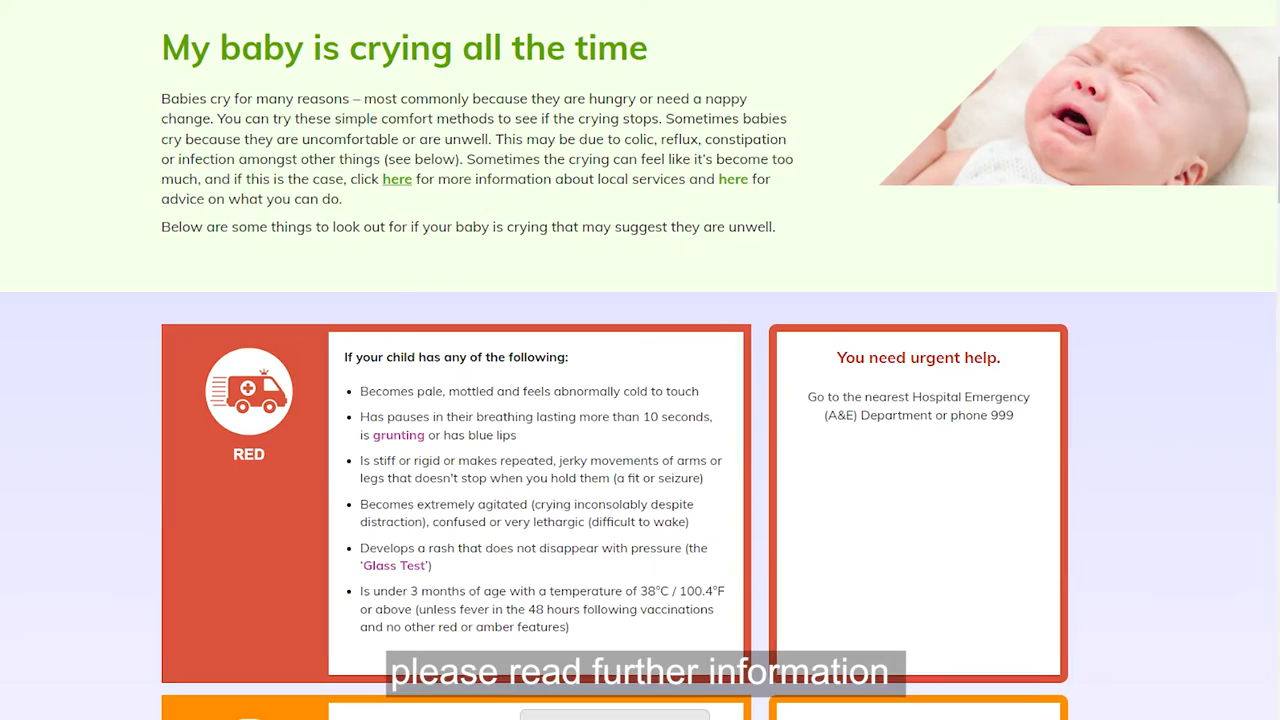 My baby is crying all the time
Babies cry for many reasons – most commonly because they are hungry or need a nappy
change. You can try these simple comfort methods to see if the crying stops. Sometimes babies
cry because they are uncomfortable or are unwell. This may be due to colic, reflux, constipation
or infection amongst other things (see below). Sometimes the crying can feel like it's become too
much, and if this is the case, click here for more information about local services and here for
advice on what you can do.
Below are some things to look out for if your baby is crying that may suggest they are unwell.
RED
If your child has any of the following:
• Becomes pale, mottled and feels abnormally cold to touch
• Has pauses in their breathing lasting more than 10 seconds,
is grunting or has blue lips
• Is stiff or rigid or makes repeated, jerky movements of arms or
legs that doesn't stop when you hold them (a fit or seizure)
• Becomes extremely agitated (crying inconsolably despite
distraction), confused or very lethargic (difficult to wake)
• Develops a rash that does not disappear with pressure (the
'Glass Test')
• Is under 3 months of age with a temperature of 38°C / 100.4°F
or above (unless fever in the 48 hours following vaccinations
and no other red or amber features)
You need urgent help.
Go to the nearest Hospital Emergency
(A&E) Department or phone 999
please read further information